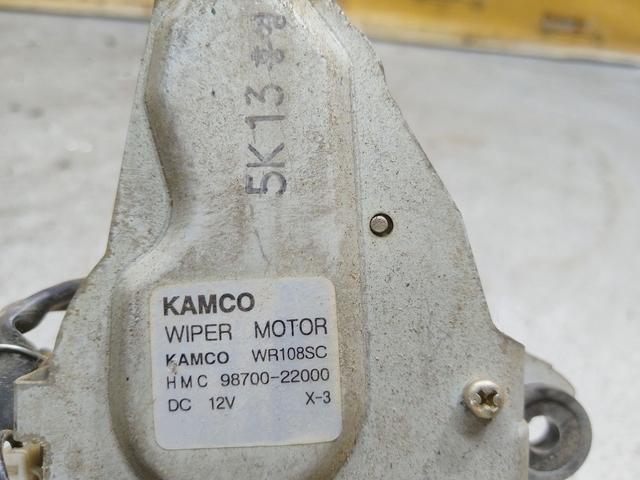 5K13
KAMCO
WIPER MOTOR
KAMCO WR108SC
HMC 98700-22000
DC 12V X-3